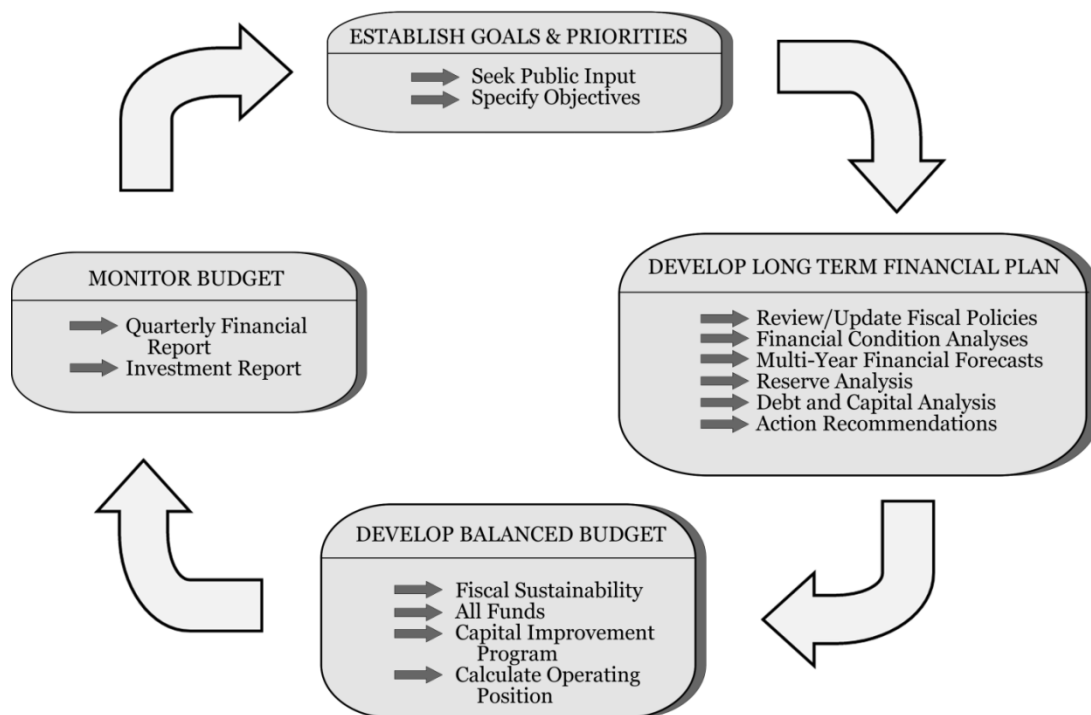 ESTABLISH GOALS & PRIORITIES
Seek Public Input
Specify Objectives
DEVELOP LONG TERM FINANCIAL PLAN
Review/Update Fiscal Policies
Financial Condition Analyses
Multi-Year Financial Forecasts
Reserve Analysis
Debt and Capital Analysis
Action Recommendations
DEVELOP BALANCED BUDGET
Fiscal Sustainability
All Funds
Capital Improvement
Program
Calculate Operating
Position
MONITOR BUDGET
Quarterly Financial
Report
Investment Report